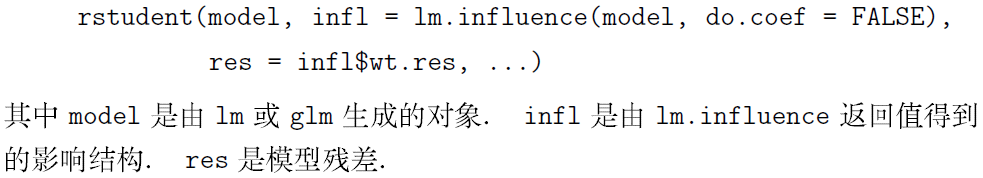 rstudent(model, infl = lm.influence(model, do.coef = FALSE),
res = infl$wt.res, ...)
其中 model 是由 lm 或 glm 生成的对象. infl 是由 lm.influence 返回值得到
的影响结构. res 是模型残差.